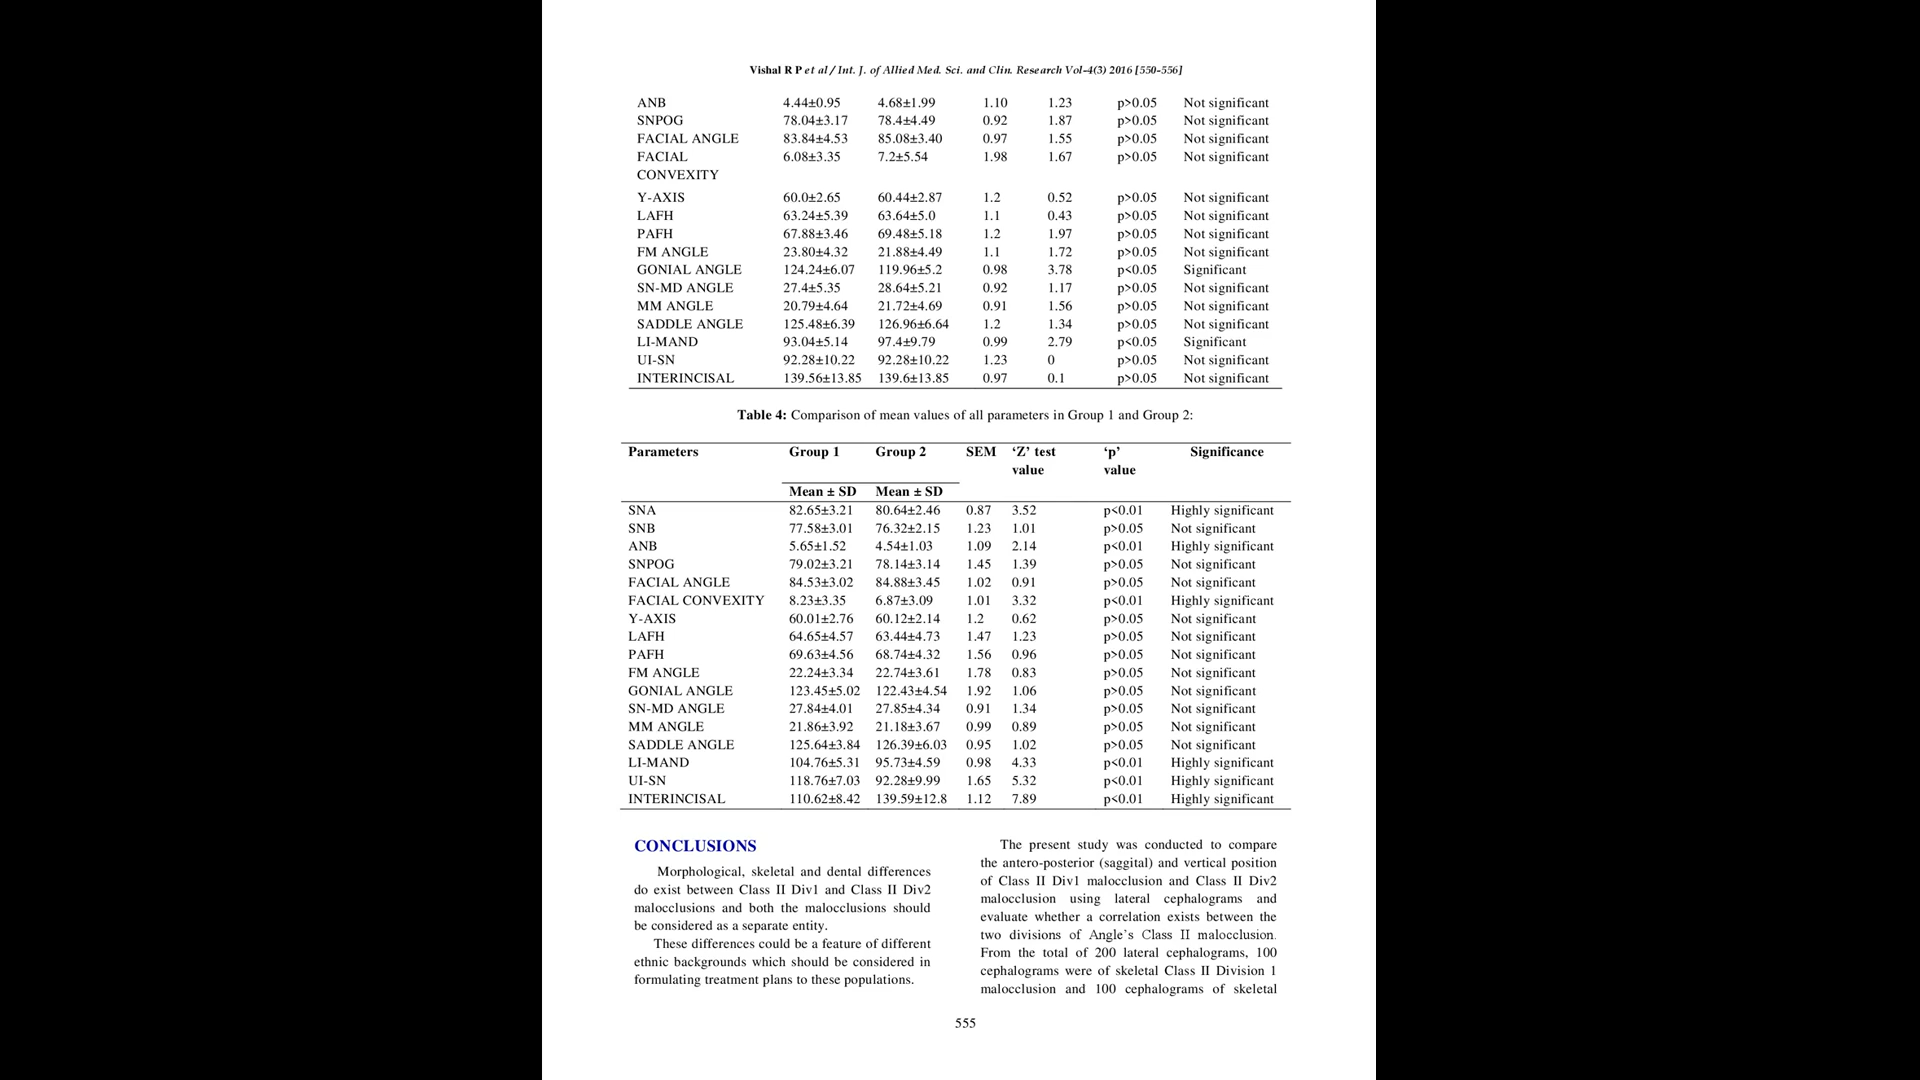 Vishal R P et al / Int. J. of Allied Med. Sci. and Clin. Research Vol-4(3) 2016 [550-556]
ANB 4.44±0.95 4.68±1.99 1.10 1.23 p>0.05 Not significant
SNPOG 78.04±3.17 78.4±4.49 0.92 1.87 p>0.05 Not significant
FACIAL ANGLE 83.84±4.53 85.08±3.40 0.97 1.55 p>0.05 Not significant
FACIAL 6.08±3.35 7.2±5.54 1.98 1.67 p>0.05 Not significant
CONVEXITY
Y-AXIS 60.0±2.65 60.44±2.87 1.2 0.52 p>0.05 Not significant
LAFH 63.24±5.39 63.64±5.0 1.1 0.43 p>0.05 Not significant
PAFH 67.88±3.46 69.48±5.18 1.2 1.97 p>0.05 Not significant
FM ANGLE 23.80±4.32 21.88±4.49 1.1 1.72 p>0.05 Not significant
GONIAL ANGLE 124.24±6.07 119.96±5.2 0.98 3.78 p<0.05 Significant
SN-MD ANGLE 27.4±5.35 28.64±5.21 0.92 1.17 p>0.05 Not significant
MM ANGLE 20.79±4.64 21.72±4.69 0.91 1.56 p>0.05 Not significant
SADDLE ANGLE 125.48±6.39 126.96±6.64 1.2 1.34 p>0.05 Not significant
LI-MAND 93.04±5.14 97.4±9.79 0.99 2.79 p<0.05 Significant
UI-SN 92.28±10.22 92.28±10.22 1.23 0 p>0.05 Not significant
INTERINCISAL 139.56±13.85 139.6±13.85 0.97 0.1 p>0.05 Not significant
Table 4: Comparison of mean values of all parameters in Group 1 and Group 2:
Parameters Group 1 Group 2 SEM ‘Z’ test ‘p’ Significance
value value
Mean ± SD Mean ± SD
SNA 82.65±3.21 80.64±2.46 0.87 3.52 p<0.01 Highly significant
SNB 77.58±3.01 76.32±2.15 1.23 1.01 p>0.05 Not significant
ANB 5.65±1.52 4.54±1.03 1.09 2.14 p<0.01 Highly significant
SNPOG 79.02±3.21 78.14±3.14 1.45 1.39 p>0.05 Not significant
FACIAL ANGLE 84.53±3.02 84.88±3.45 1.02 0.91 p>0.05 Not significant
FACIAL CONVEXITY 8.23±3.35 6.87±3.09 1.01 3.32 p<0.01 Highly significant
Y-AXIS 60.01±2.76 60.12±2.14 1.2 0.62 p>0.05 Not significant
LAFH 64.65±4.57 63.44±4.73 1.47 1.23 p>0.05 Not significant
PAFH 69.63±4.56 68.74±4.32 1.56 0.96 p>0.05 Not significant
FM ANGLE 22.24±3.34 22.74±3.61 1.78 0.83 p>0.05 Not significant
GONIAL ANGLE 123.45±5.02 122.43±4.54 1.92 1.06 p>0.05 Not significant
SN-MD ANGLE 27.84±4.01 27.85±4.34 0.91 1.34 p>0.05 Not significant
MM ANGLE 21.86±3.92 21.18±3.67 0.99 0.89 p>0.05 Not significant
SADDLE ANGLE 125.64±3.84 126.39±6.03 0.95 1.02 p>0.05 Not significant
LI-MAND 104.76±5.31 95.73±4.59 0.98 4.33 p<0.01 Highly significant
UI-SN 118.76±7.03 92.28±9.99 1.65 5.32 p<0.01 Highly significant
INTERINCISAL 110.62±8.42 139.59±12.8 1.12 7.89 p<0.01 Highly significant
CONCLUSIONS
Morphological, skeletal and dental differences
do exist between Class II Div1 and Class II Div2
malocclusions and both the malocclusions should
be considered as a separate entity.
These differences could be a feature of different
ethnic backgrounds which should be considered in
formulating treatment plans to these populations.
The present study was conducted to compare
the antero-posterior (saggital) and vertical position
of Class II Div1 malocclusion and Class II Div2
malocclusion using lateral cephalograms and
evaluate whether a correlation exists between the
two divisions of Angle’s Class II malocclusion.
From the total of 200 lateral cephalograms, 100
cephalograms were of skeletal Class II Division 1
malocclusion and 100 cephalograms of skeletal
555